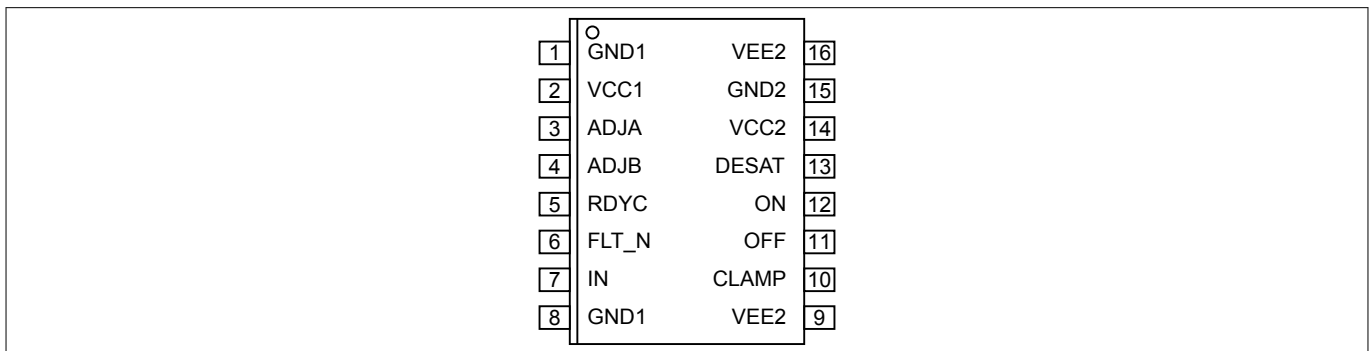 1 GND1 VEE2 16
2 VCC1 GND2 15
3 ADJA VCC2 14
4 ADJB DESAT 13
5 RDYC ON 12
6 FLT_N OFF 11
7 IN CLAMP 10
8 GND1 VEE2 9